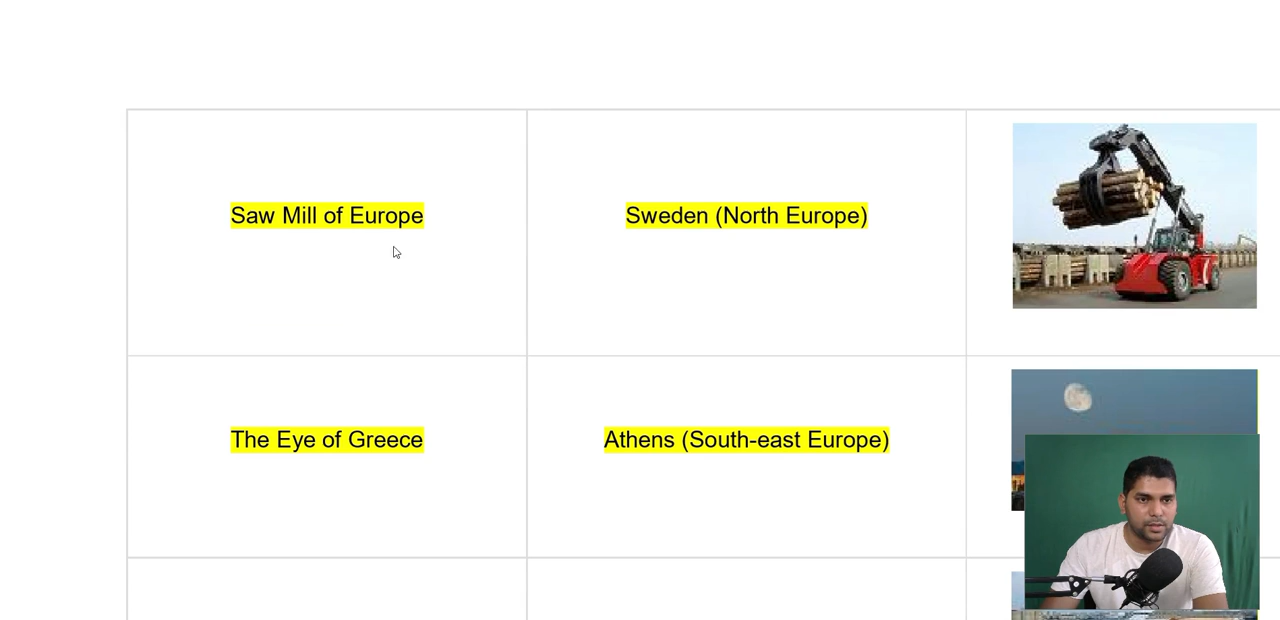 Saw Mill of Europe
Sweden (North Europe)
The Eye of Greece
Athens (South-east Europe)